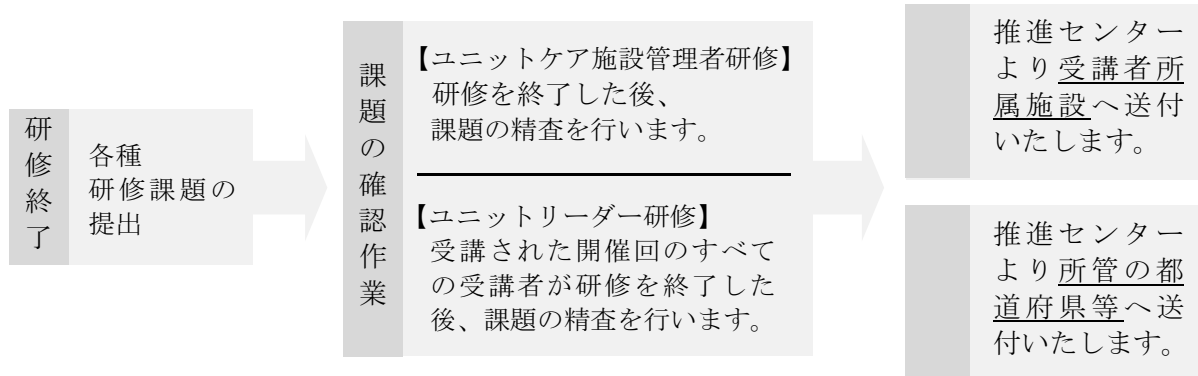 研修終了
各種
研修課題の
提出
課題の確認作業
【ユニットケア施設管理者研修】
研修を終了した後、
課題の精査を行います。
【ユニットリーダー研修】
受講された開催回のすべて
の受講者が研修を終了した
後、課題の精査を行います。
推進センター
より受講者所
属施設へ送付
いたします。
推進センター
より所管の都
道府県等へ送
付いたします。